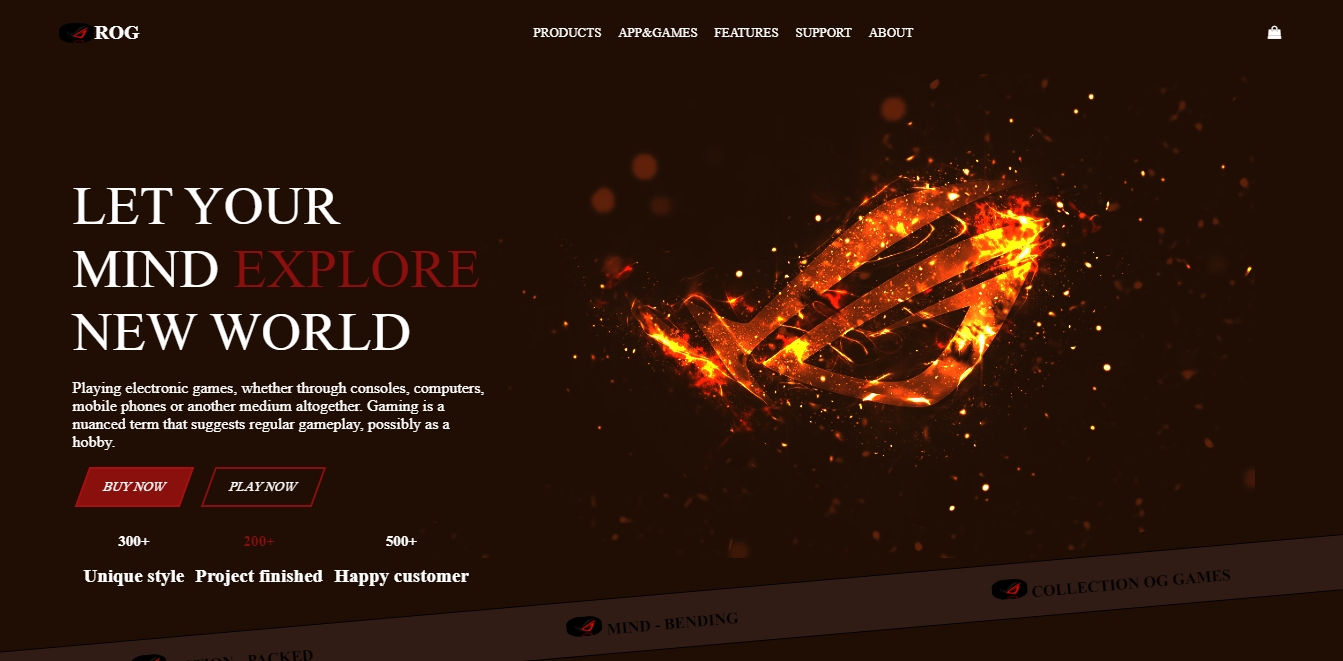 ROG
PRODUCTS APP&GAMES FEATURES SUPPORT ABOUT
LET YOUR
MIND EXPLORE
NEW WORLD
Playing electronic games, whether through consoles, computers,
mobile phones or another medium altogether. Gaming is a
nuanced term that suggests regular gameplay, possibly as a
hobby.
BUY NOW PLAY NOW
300+ 200+ 500+
Unique style Project finished Happy customer
COLLECTION OG GAMES
MIND - BENDING
- PACKED